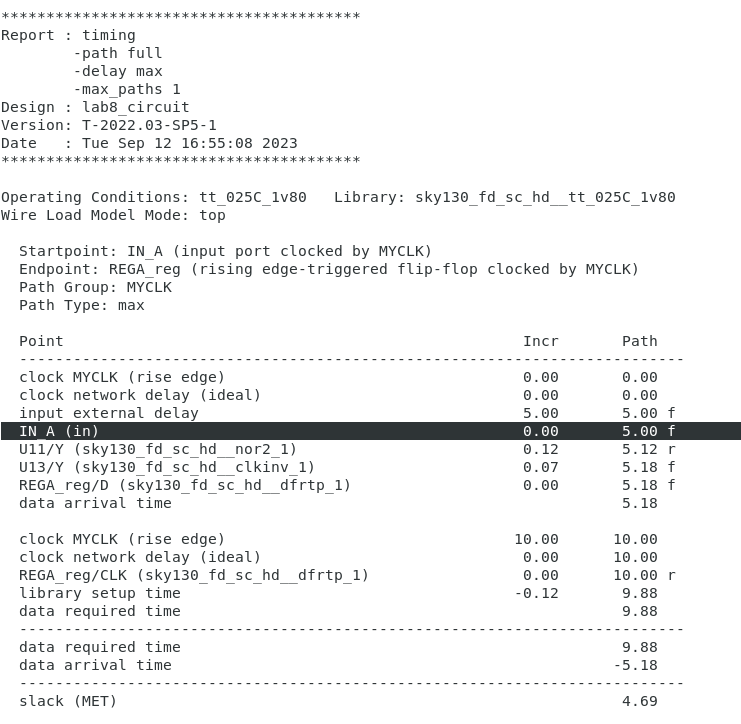 ****************************************
Report : timing
        -path full
        -delay max
        -max_paths 1
Design : lab8_circuit
Version: T-2022.03-SP5-1
Date   : Tue Sep 12 16:55:08 2023
****************************************

Operating Conditions: tt_025C_1v80   Library: sky130_fd_sc_hd__tt_025C_1v80
Wire Load Model Mode: top

  Startpoint: IN_A (input port clocked by MYCLK)
  Endpoint: REGA_reg (rising edge-triggered flip-flop clocked by MYCLK)
  Path Group: MYCLK
  Path Type: max

  Point                                                   Incr       Path
  --------------------------------------------------------------------------
  clock MYCLK (rise edge)                                 0.00       0.00
  clock network delay (ideal)                             0.00       0.00
  input external delay                                    5.00       5.00 f
  IN_A (in)                                               0.00       5.00 f
  U11/Y (sky130_fd_sc_hd__nor2_1)                         0.12       5.12 r
  U13/Y (sky130_fd_sc_hd__clkinv_1)                       0.07       5.18 f
  REGA_reg/D (sky130_fd_sc_hd__dfrtp_1)                   0.00       5.18 f
  data arrival time                                                  5.18

  clock MYCLK (rise edge)                                10.00      10.00
  clock network delay (ideal)                             0.00      10.00
  REGA_reg/CLK (sky130_fd_sc_hd__dfrtp_1)                 0.00      10.00 r
  library setup time                                     -0.12       9.88
  data required time                                                 9.88
  --------------------------------------------------------------------------
  data required time                                                 9.88
  data arrival time                                                 -5.18
  --------------------------------------------------------------------------
  slack (MET)                                                        4.69